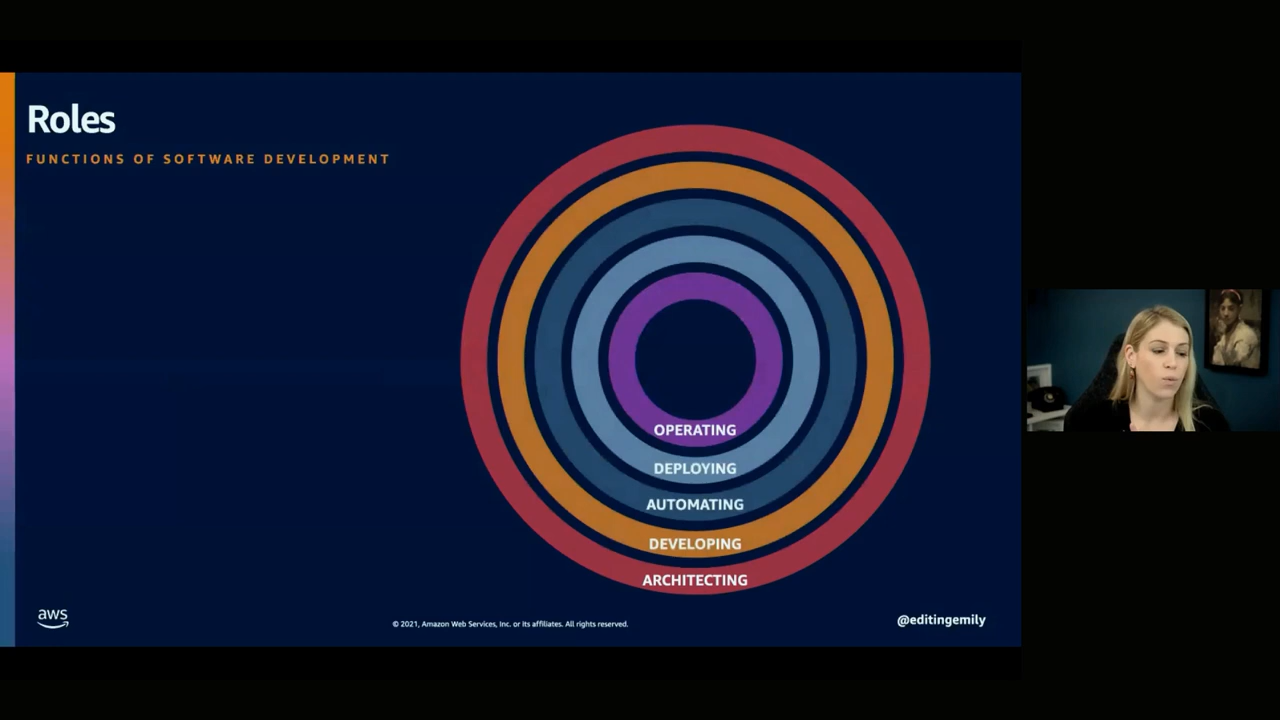 Roles
FUNCTIONS OF SOFTWARE DEVELOPMENT
OPERATING
DEPLOYING
AUTOMATING
DEVELOPING
ARCHITECTING
aws
© 2021, Amazon Web Services, Inc. or its affiliates. All rights reserved.
@editingemily